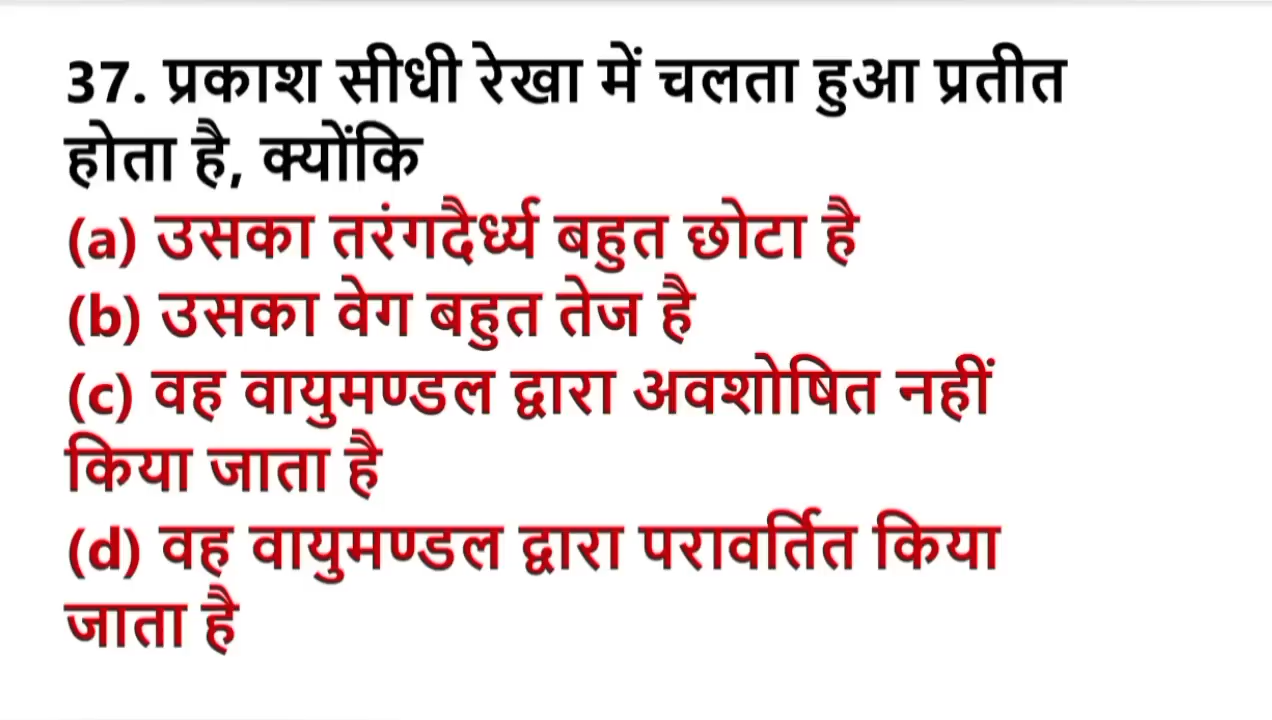 37. प्रकाश सीधी रेखा में चलता हुआ प्रतीत
होता है, क्योंकि
(a) उसका तरंगदैर्ध्य बहुत छोटा है
(b) उसका वेग बहुत तेज है
(c) वह वायुमण्डल द्वारा अवशोषित नहीं
किया जाता है
(d) वह वायुमण्डल द्वारा परावर्तित किया
जाता है